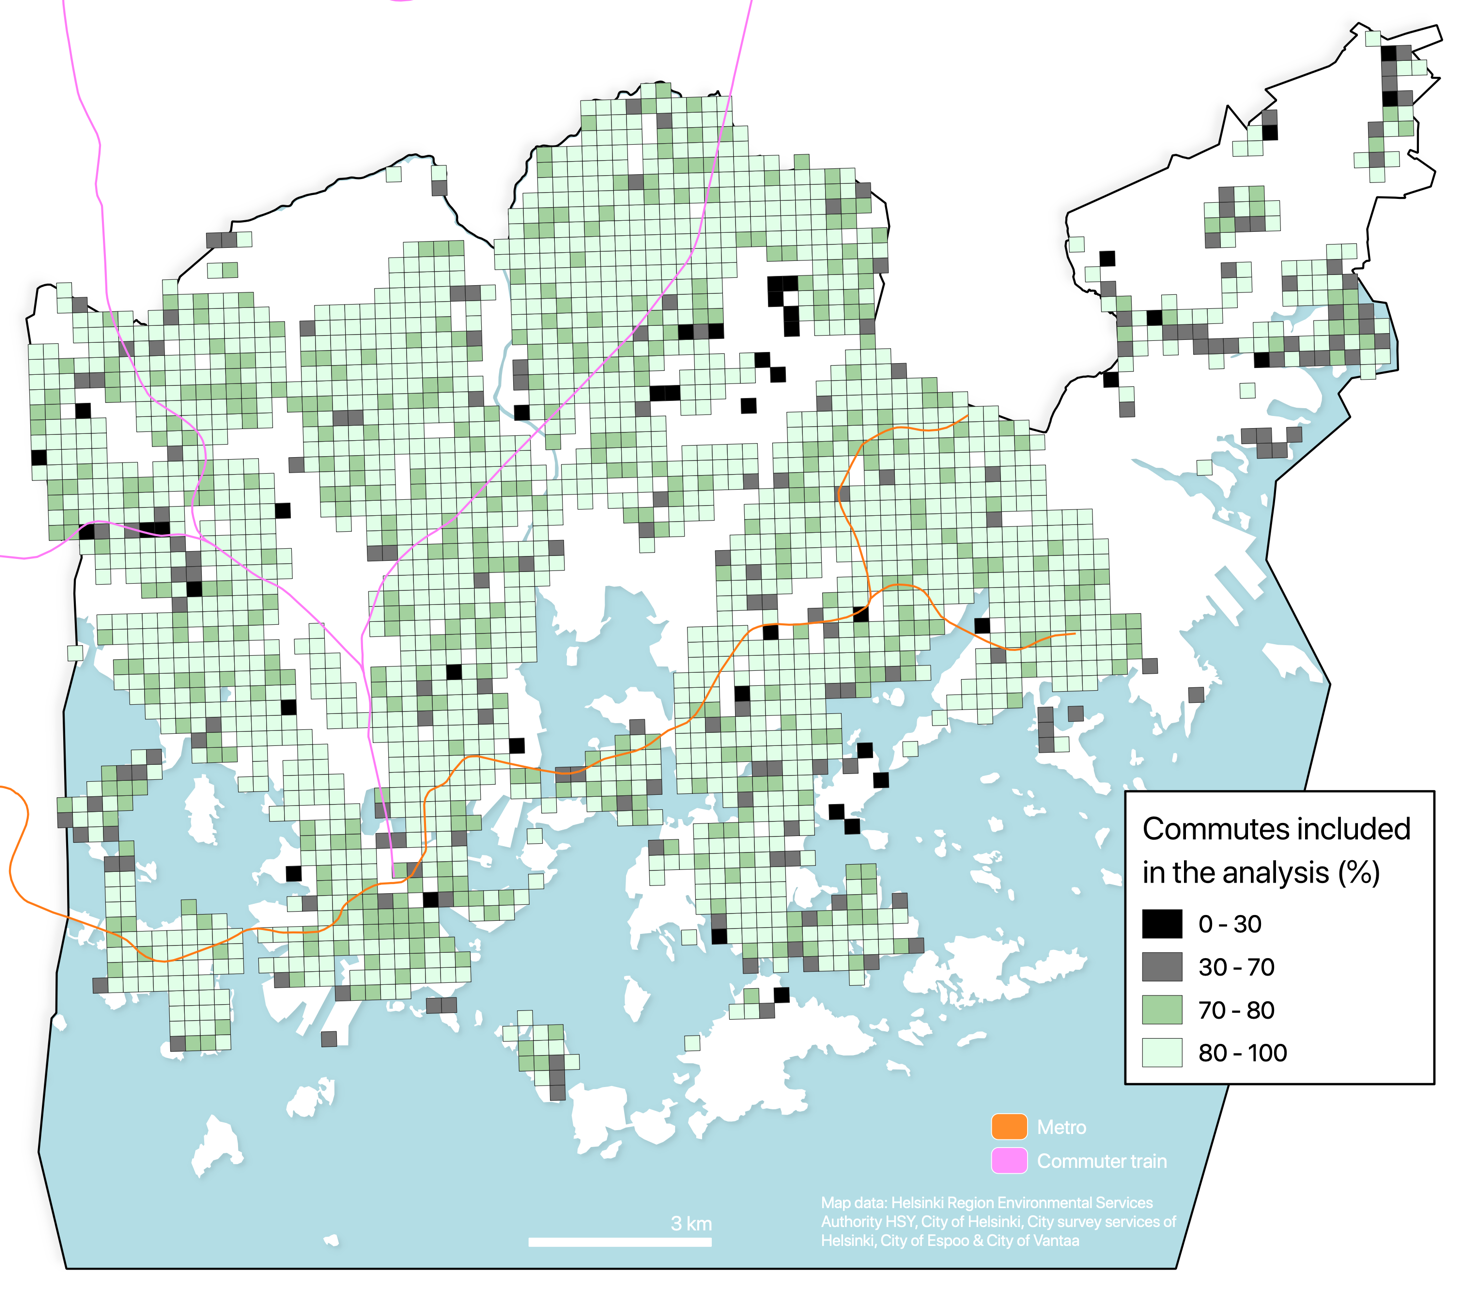 Commutes included
in the analysis (%)
0 - 30
30 - 70
70 - 80
80 - 100
Metro
Commuter train
Map data: Helsinki Region Environmental Services
Authority HSY, City of Helsinki, City survey services of
Helsinki, City of Espoo & City of Vantaa
3 km